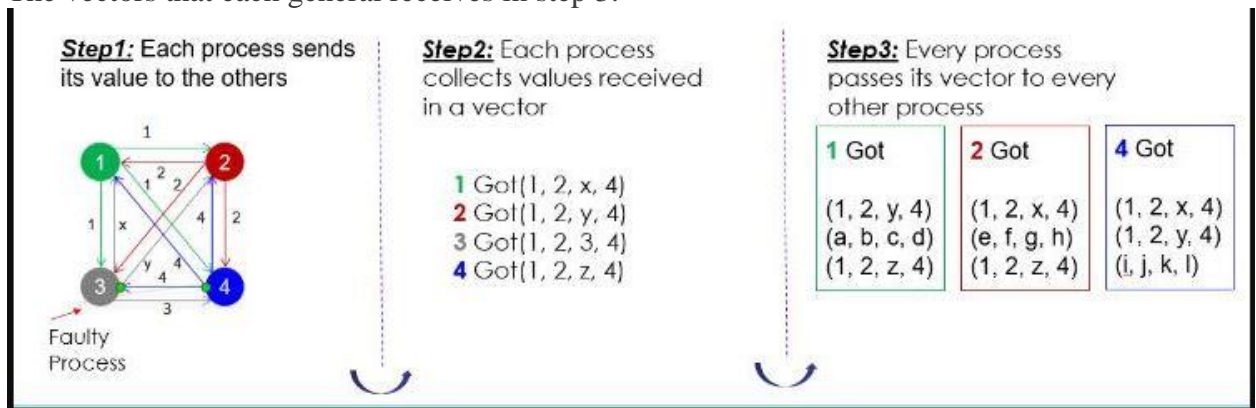 The vectors that each general receives in step 3.
Step1: Each process sends
its value to the others
1
1
2
2
1
2
1
x
4
2
y
4
4
3
3
4
Faulty
Process
Step2: Each process
collects values received
in a vector
1 Got(1, 2, x, 4)
2 Got(1, 2, y, 4)
3 Got(1, 2, 3, 4)
4 Got(1, 2, z, 4)
Step3: Every process
passes its vector to every
other process
1 Got
(1, 2, y, 4)
(a, b, c, d)
(1, 2, z, 4)
2 Got
(1, 2, x, 4)
(e, f, g, h)
(1, 2, z, 4)
4 Got
(1, 2, x, 4)
(1, 2, y, 4)
(i, j, k, l)